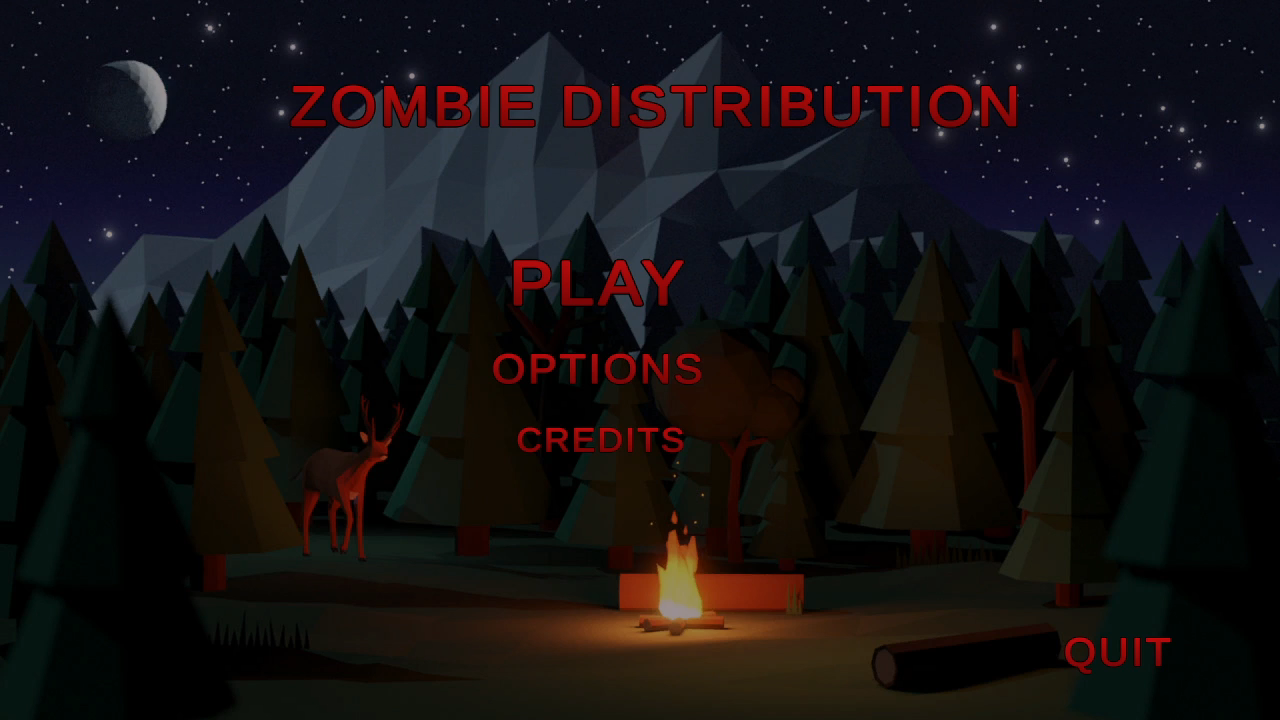 ZOMBIE DISTRIBUTION
PLAY
OPTIONS
CREDITS
QUIT